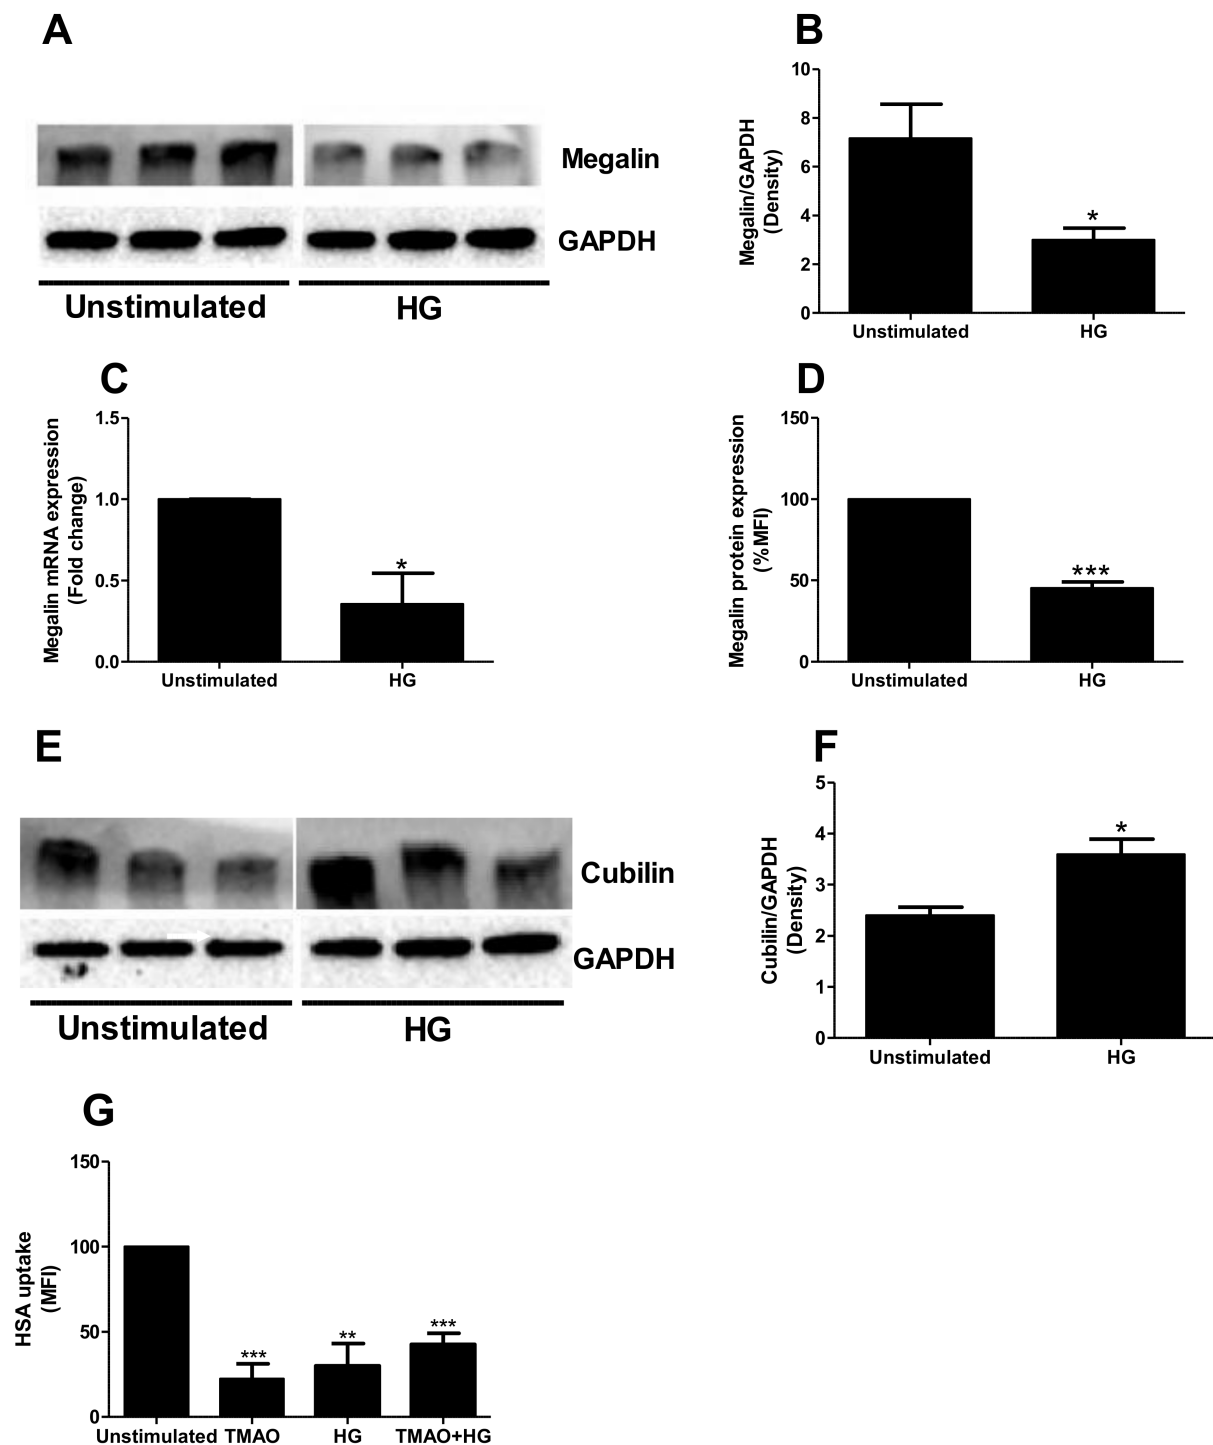 A
Megalin
GAPDH
Unstimulated
HG
B
Megalin/GAPDH
(Density)
10
8
6
4
2
0
*
Unstimulated
HG
C
Megalin mRNA expression
(Fold change)
1.5
1.0
0.5
0.0
*
Unstimulated
HG
D
Megalin protein expression
(%MFI)
150
100
50
0
***
Unstimulated
HG
E
Cubilin
GAPDH
Unstimulated
HG
F
Cubilin/GAPDH
(Density)
5
4
3
2
1
0
*
Unstimulated
HG
G
HSA uptake
(MFI)
150
100
50
0
***
**
***
Unstimulated
TMAO
HG
TMAO+HG